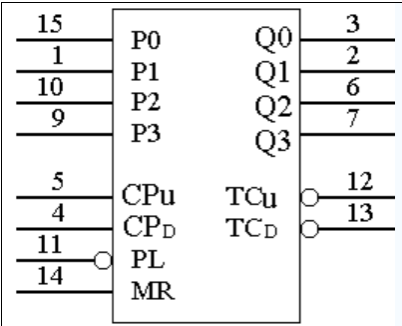 15 P0 Q0 3
1 P1 Q1 2
10 P2 Q2 6
9 P3 Q3 7
5 CPu TCu 12
4 CPD TCD 13
11 PL
14 MR